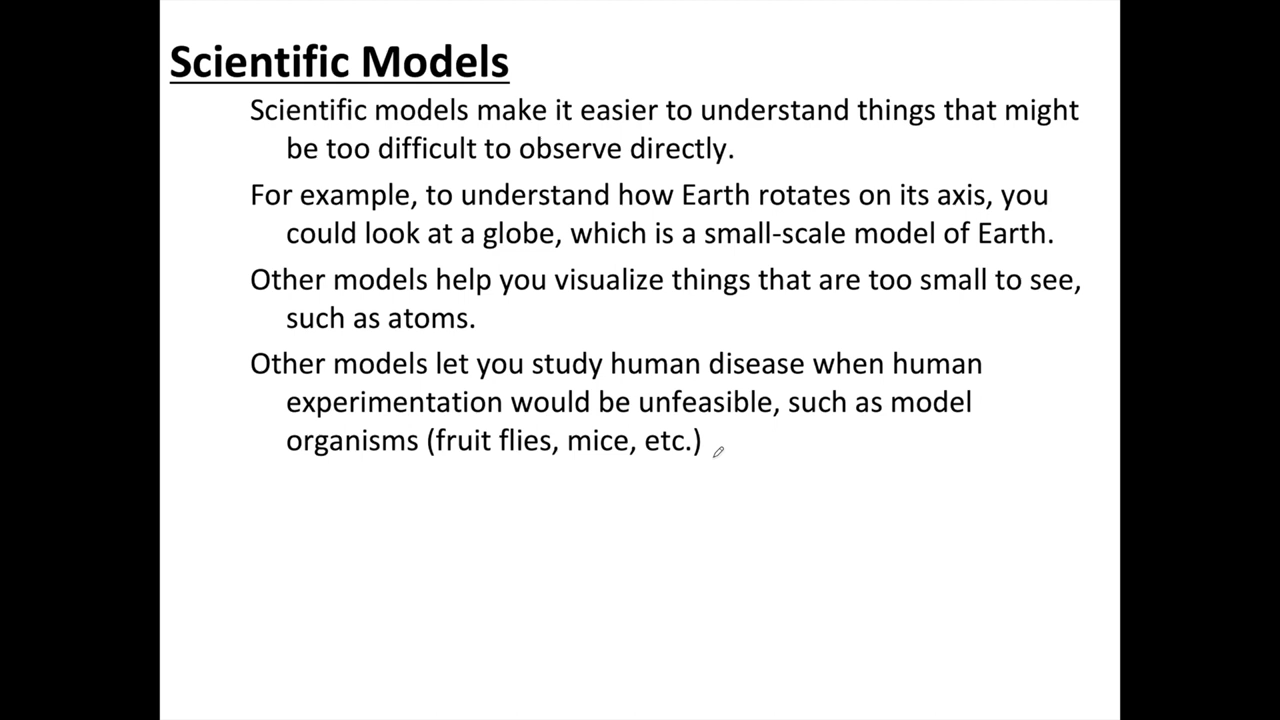 Scientific Models
Scientific models make it easier to understand things that might
be too difficult to observe directly.
For example, to understand how Earth rotates on its axis, you
could look at a globe, which is a small-scale model of Earth.
Other models help you visualize things that are too small to see,
such as atoms.
Other models let you study human disease when human
experimentation would be unfeasible, such as model
organisms (fruit flies, mice, etc.)